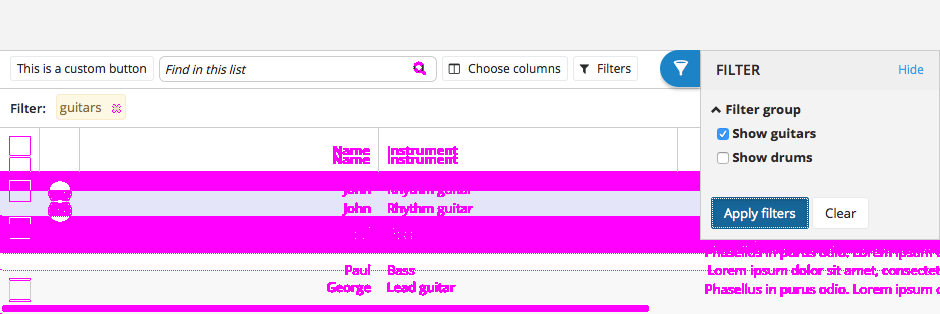 FILTER
Hide
This is a custom button
Find in this list
Choose columns
Filters
Filter: guitars
Filter group
Show guitars
Show drums
Apply filters
Clear
Name Instrument
Name Instrument
John Rhythm guitar
John Rhythm guitar
Phasellus in purus odio. Lorem ipsum
Paul Bass Lorem ipsum dolor sit amet, consectet
George Lead guitar Phasellus in purus odio. Lorem ipsum